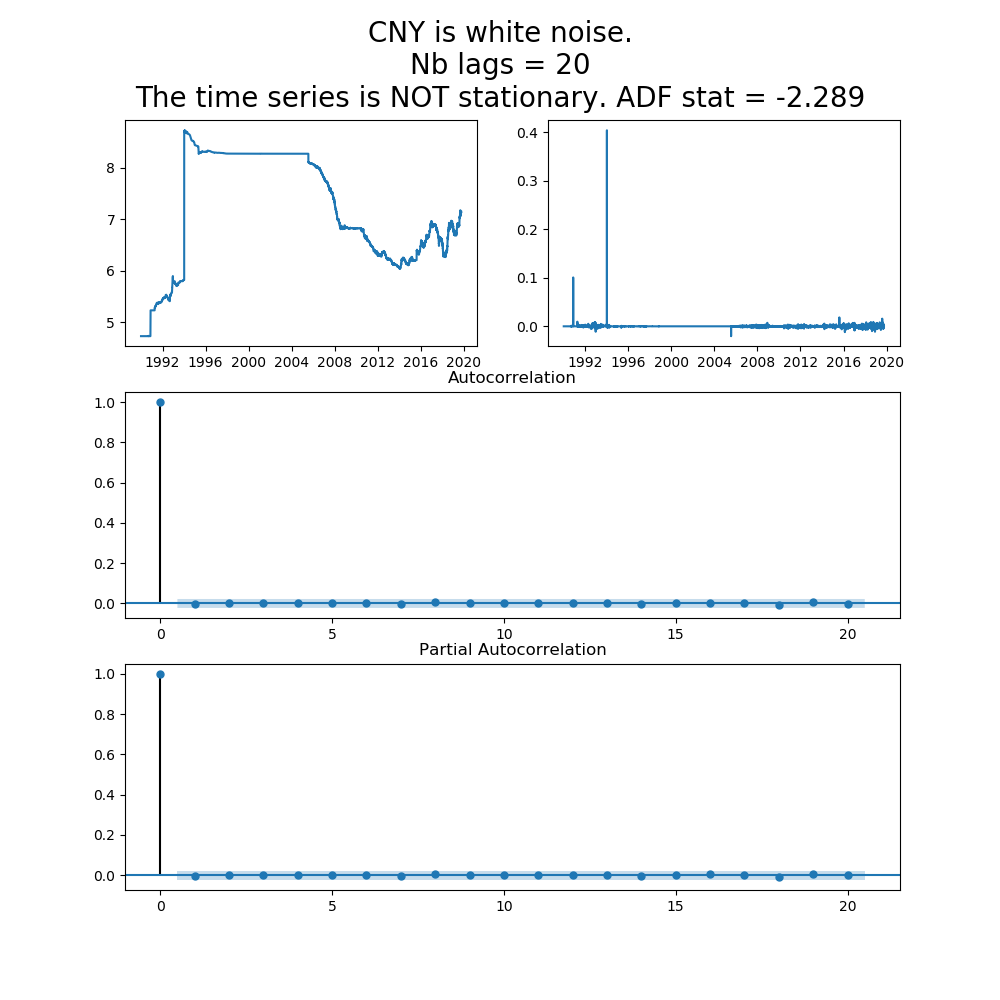 CNY is white noise.
Nb lags = 20
The time series is NOT stationary. ADF stat = -2.289
8
7
6
5
1992 1996 2000 2004 2008 2012 2016 2020
0.4
0.3
0.2
0.1
0.0
1992 1996 2000 2004 2008 2012 2016 2020
Autocorrelation
1.0
0.8
0.6
0.4
0.2
0.0
0 5 10 15 20
Partial Autocorrelation
1.0
0.8
0.6
0.4
0.2
0.0
0 5 10 15 20